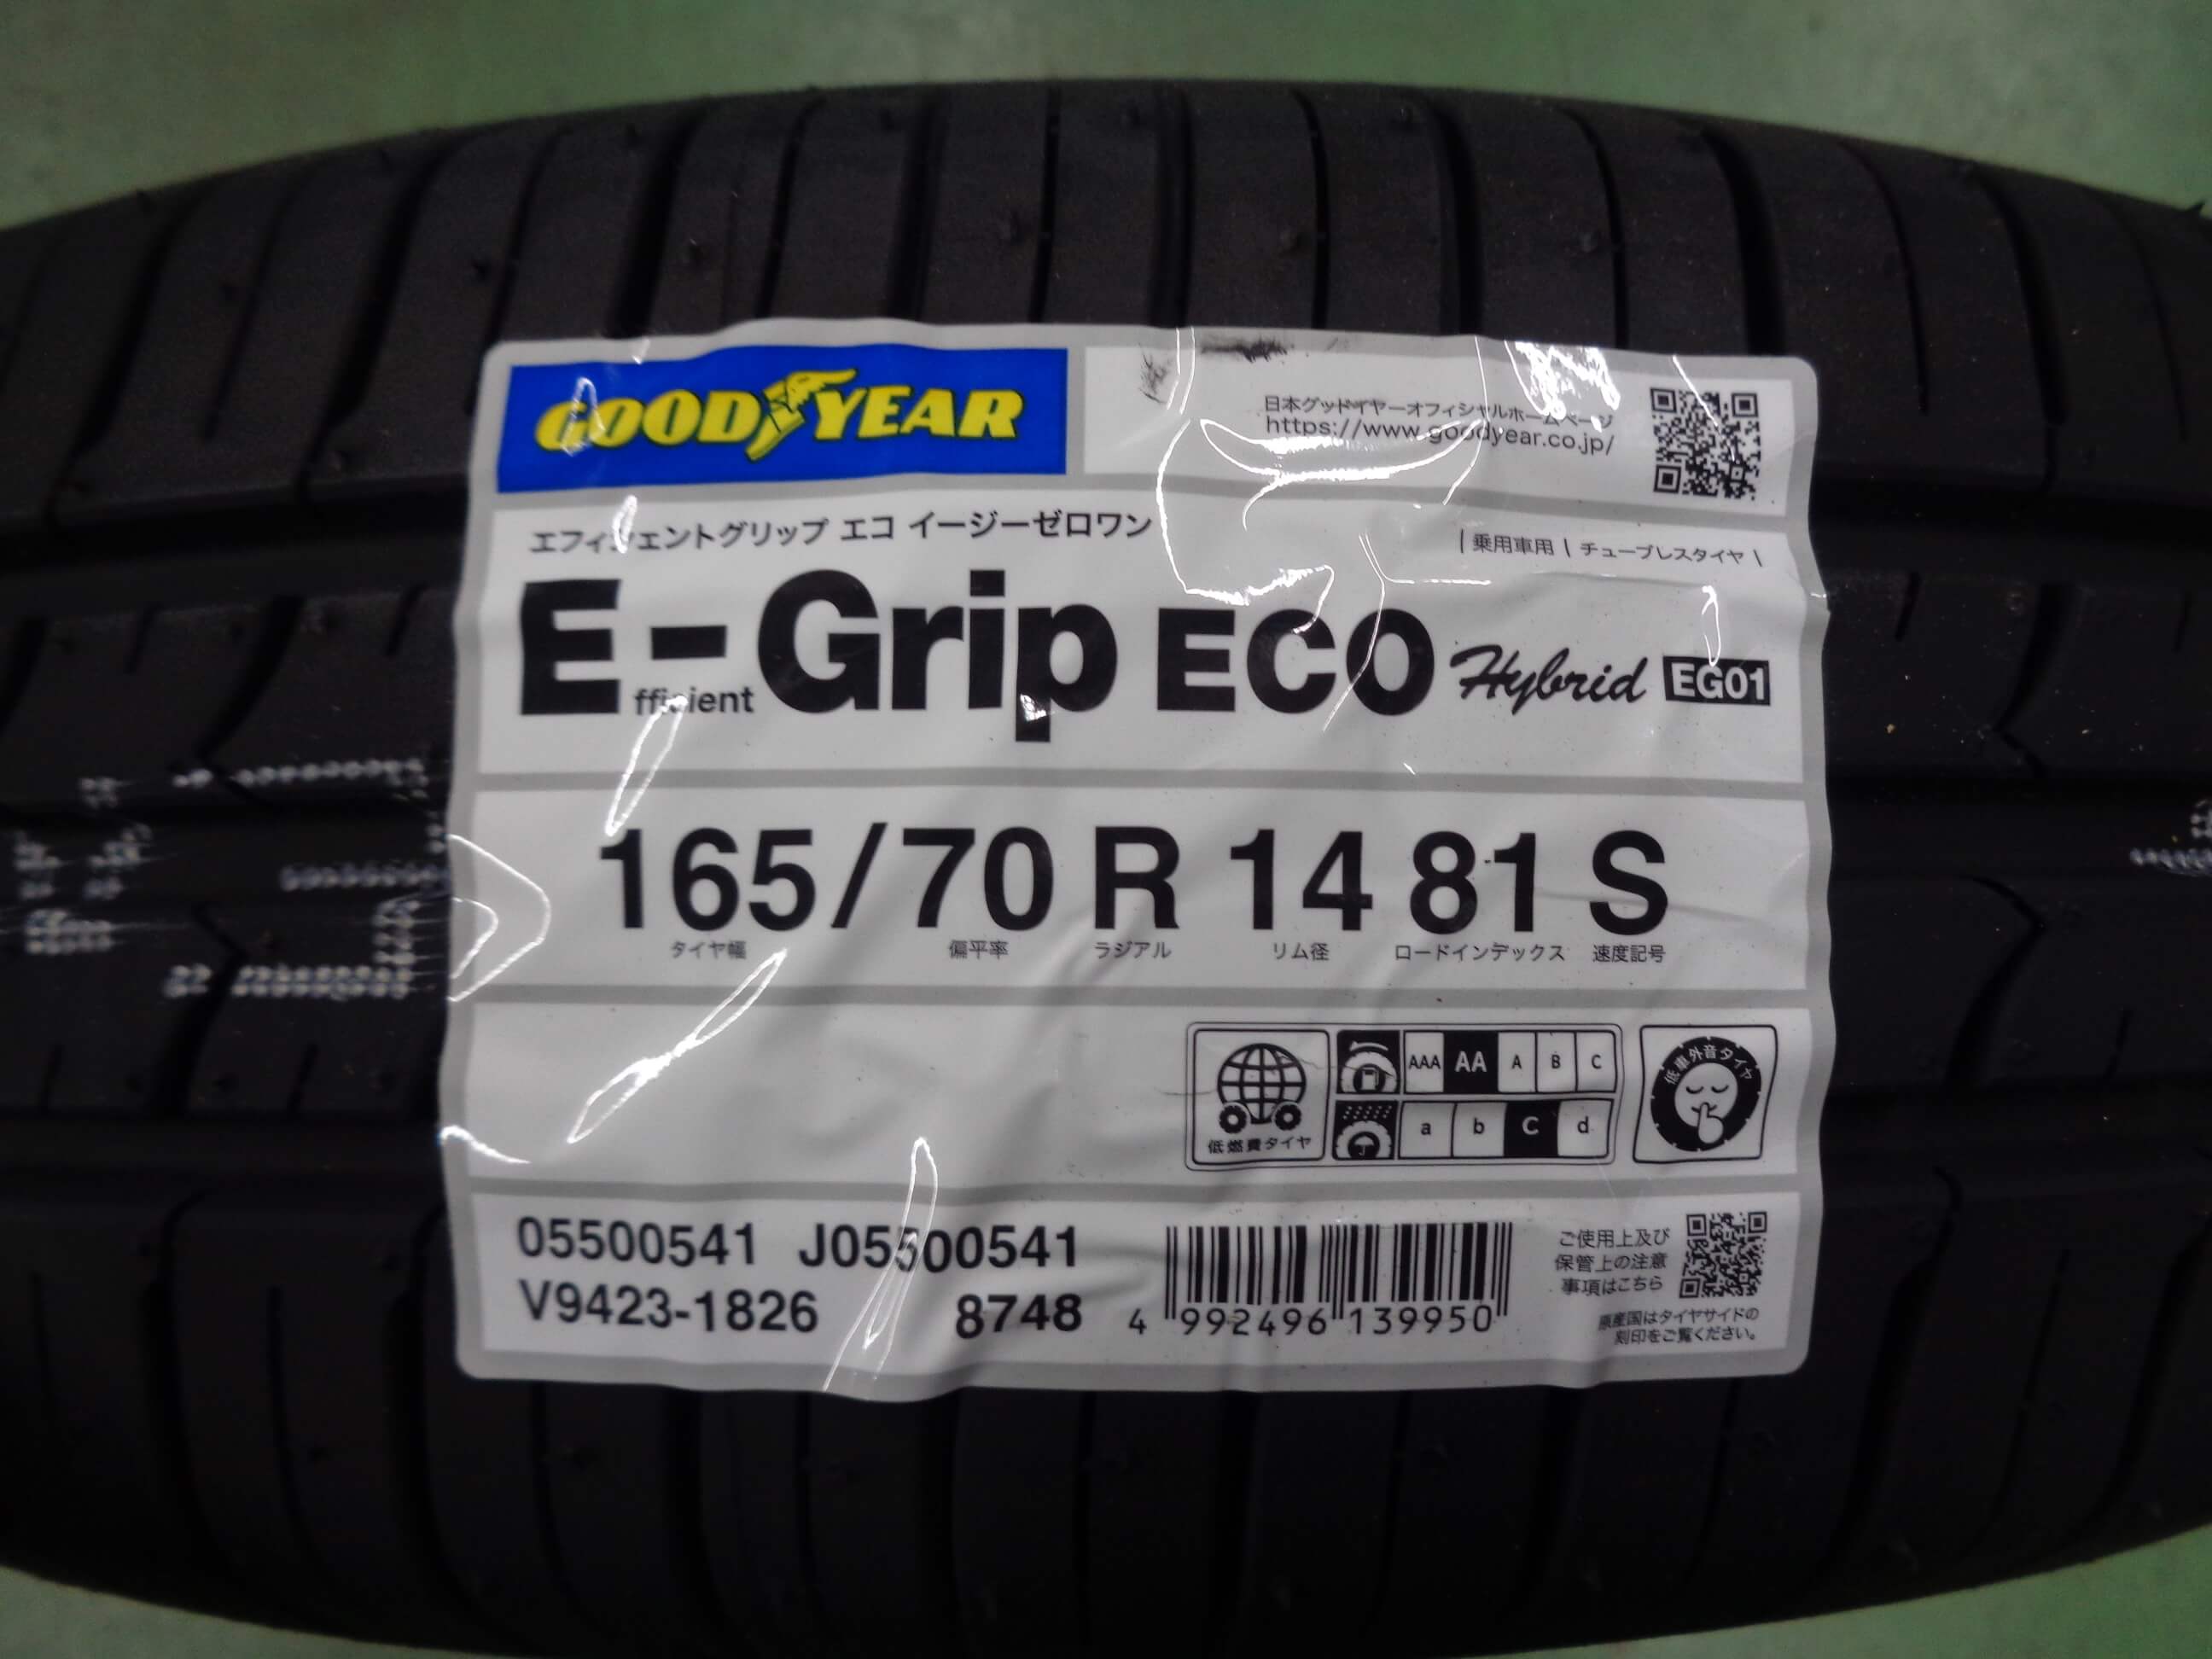 GOODYEAR
日本グッドイヤーオフィシャルホームページ
https://www.goodyear.co.jp/
エフィシェントグリップ エコ イージーゼロワン
| 乗用車用 \ チューブレスタイヤ \
Efficient-Grip ECO Hybrid EG01
165/70 R 14 81 S
タイヤ幅 偏平率 ラジアル リム径 ロードインデックス 速度記号
AAA AA A B C
低車外音タイヤ
a b c d
低燃費タイヤ
05500541 J05500541
V9423-1826 8748
4 992496 139950
ご使用上及び
保管上の注意
事項はこちら
原産国はタイヤサイドの
刻印をご覧ください。